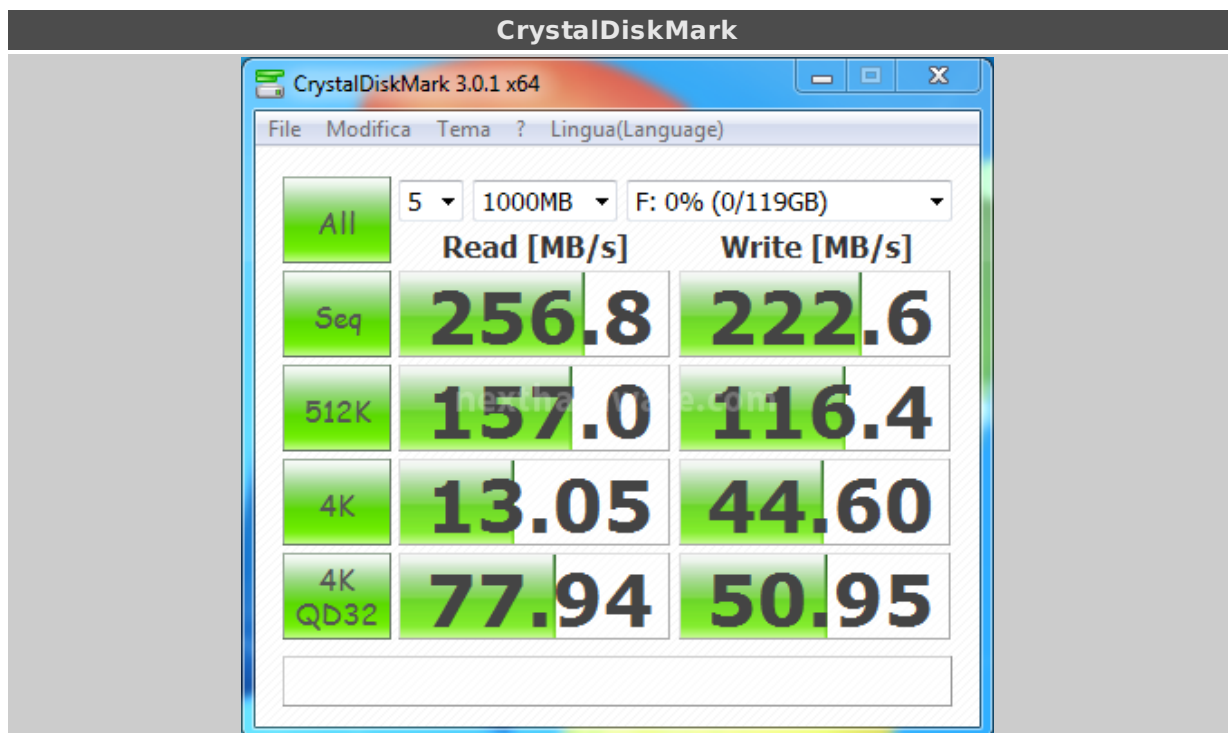 CrystalDiskMark
CrystalDiskMark 3.0.1 x64
File Modifica Tema ? Lingua(Language)
All 5 1000MB F: 0% (0/119GB)
Read [MB/s] Write [MB/s]
Seq 256.8 222.6
512K 157.0 116.4
nexthardware.com
4K 13.05 44.60
4K
QD32 77.94 50.95